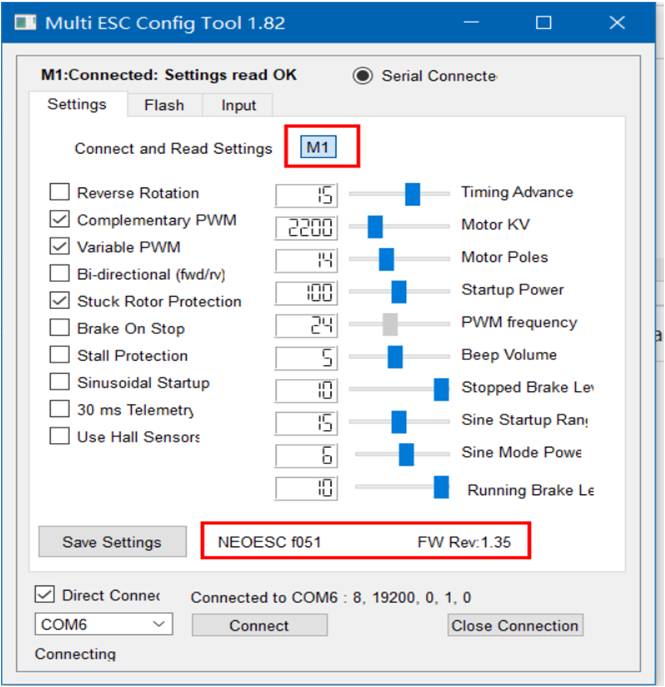 Multi ESC Config Tool 1.82
M1:Connected: Settings read OK
Serial Connecte
Settings
Flash
Input
Connect and Read Settings
M1
Reverse Rotation
15
Timing Advance
Complementary PWM
2200
Motor KV
Variable PWM
14
Motor Poles
Bi-directional (fwd/rv)
100
Startup Power
Stuck Rotor Protection
24
PWM frequency
Brake On Stop
5
Beep Volume
Stall Protection
10
Stopped Brake Lev
Sinusoidal Startup
15
Sine Startup Rang
30 ms Telemetry
6
Sine Mode Powe
Use Hall Sensors
10
Running Brake Le
Save Settings
NEOESC f051
FW Rev:1.35
Direct Connec
Connected to COM6 : 8, 19200, 0, 1, 0
COM6
Connect
Close Connection
Connecting